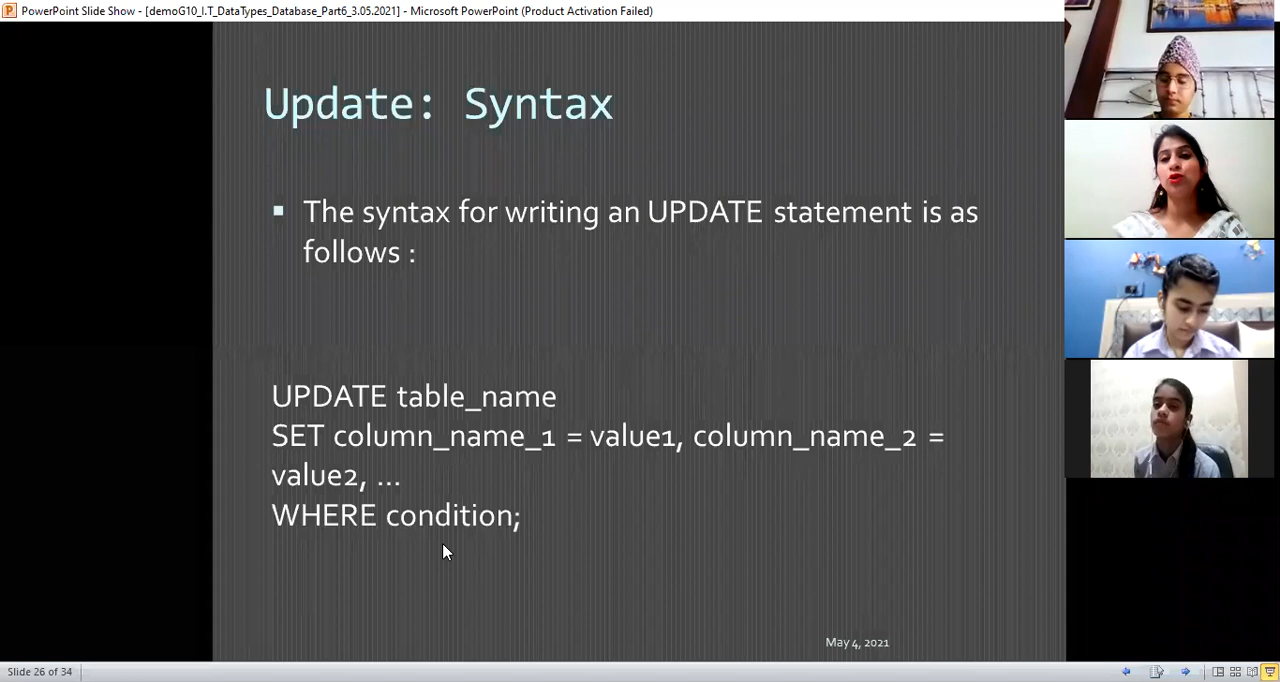 PowerPoint Slide Show - [demoG10_I.T_DataTypes_Database_Part6_3.05.2021] - Microsoft PowerPoint (Product Activation Failed)
Update: Syntax
▪ The syntax for writing an UPDATE statement is as
follows :
UPDATE table_name
SET column_name_1 = value1, column_name_2 =
value2, ...
WHERE condition;
May 4, 2021
Slide 26 of 34